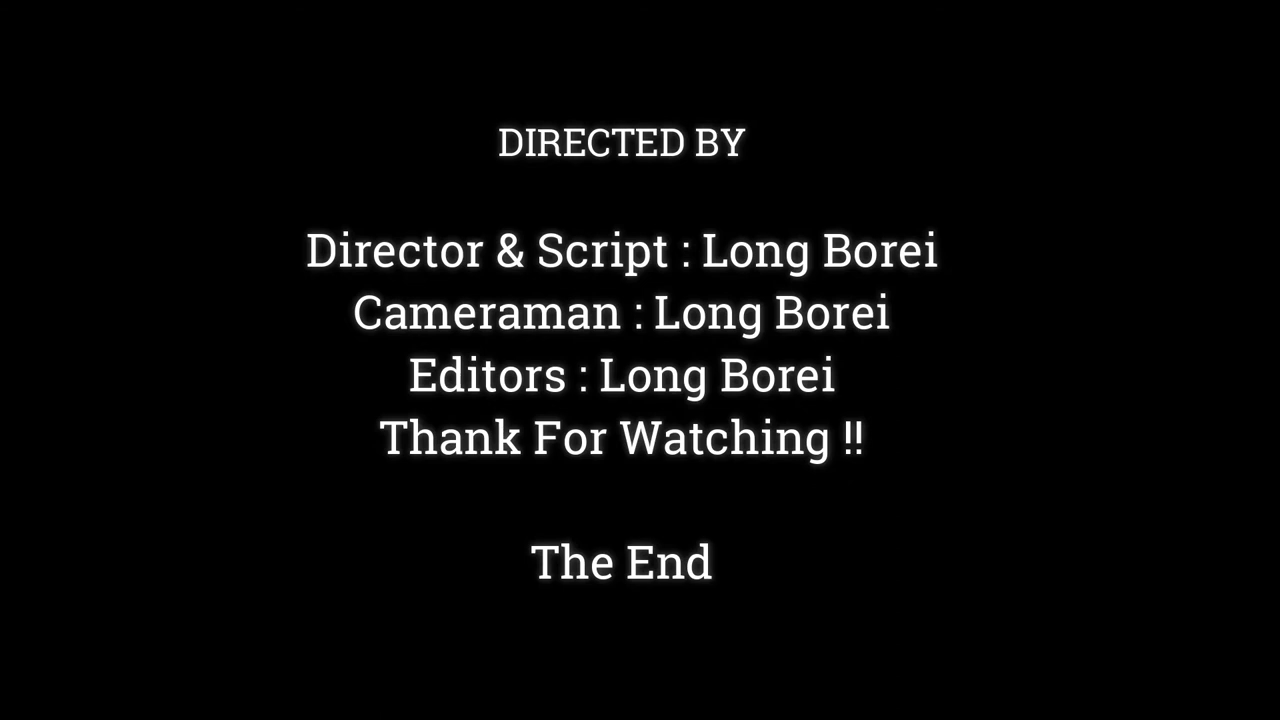 DIRECTED BY
Director & Script : Long Borei
Cameraman : Long Borei
Editors : Long Borei
Thank For Watching !!
The End